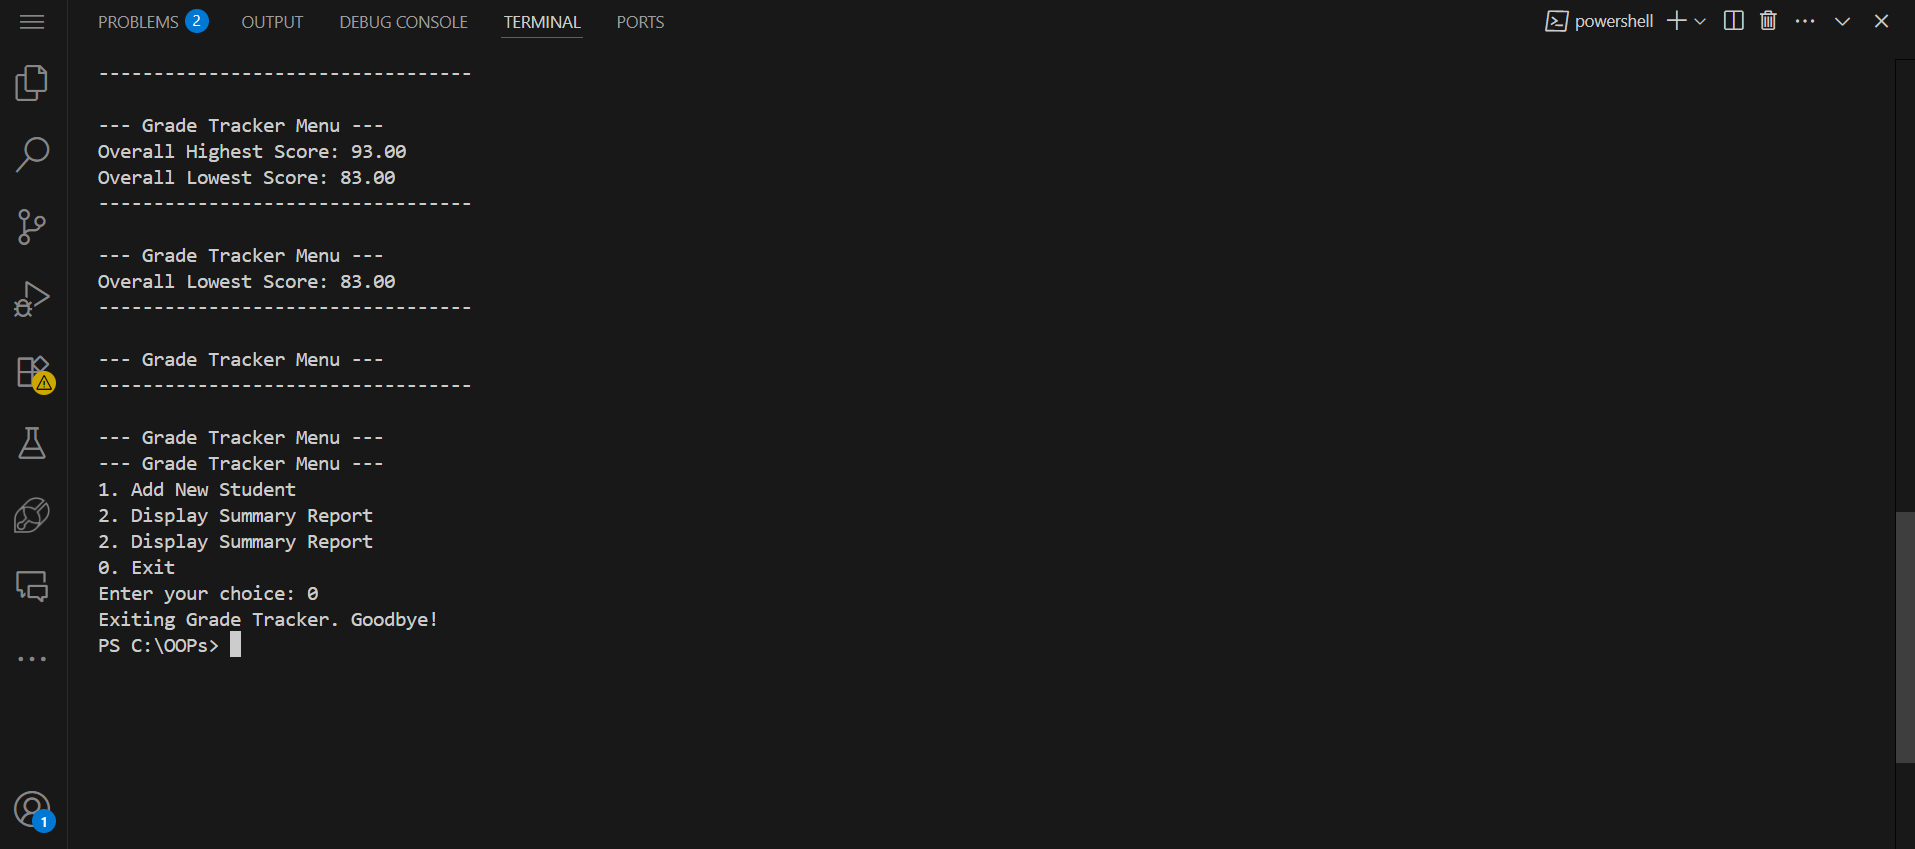 PROBLEMS 2 OUTPUT DEBUG CONSOLE TERMINAL PORTS powershell
----------------------------------
--- Grade Tracker Menu ---
Overall Highest Score: 93.00
Overall Lowest Score: 83.00
----------------------------------
--- Grade Tracker Menu ---
Overall Lowest Score: 83.00
----------------------------------
--- Grade Tracker Menu ---
----------------------------------
--- Grade Tracker Menu ---
--- Grade Tracker Menu ---
1. Add New Student
2. Display Summary Report
2. Display Summary Report
0. Exit
Enter your choice: 0
Exiting Grade Tracker. Goodbye!
PS C:\OOPs>
1